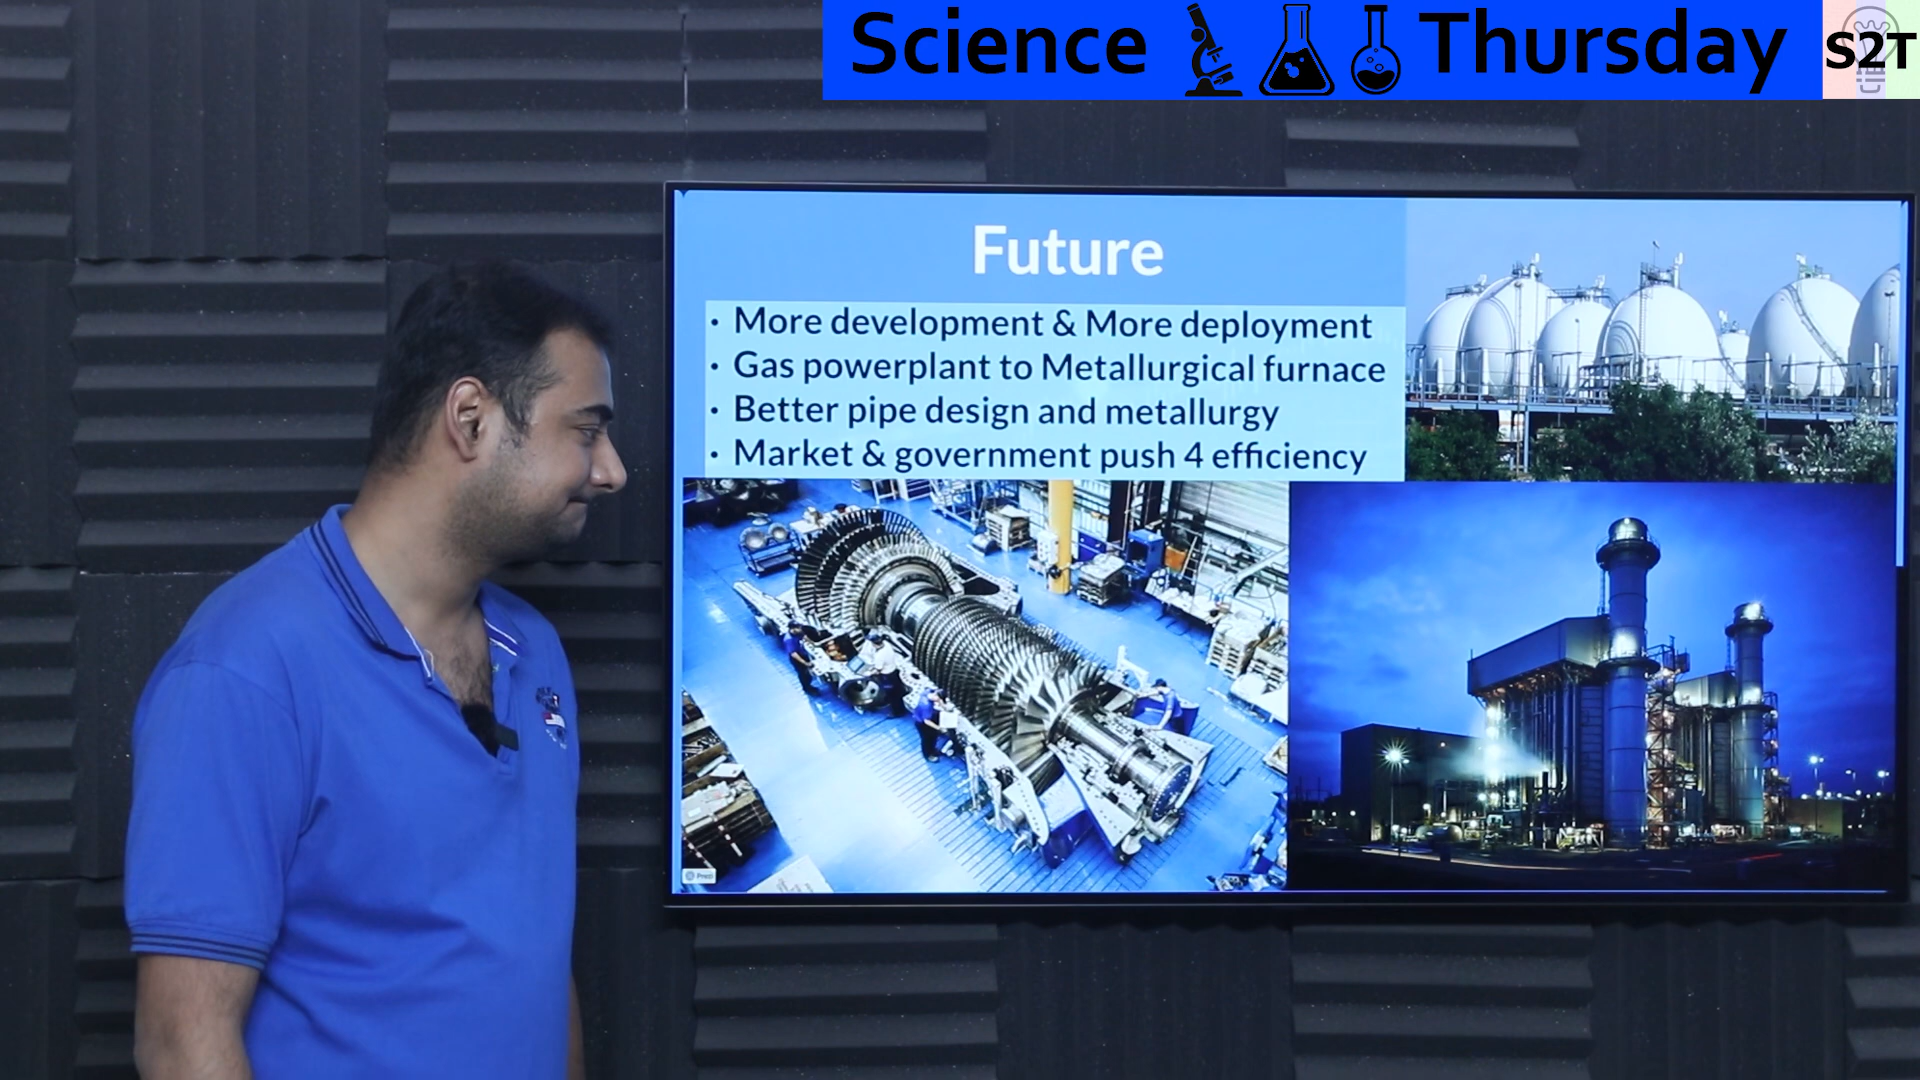 Science Thursday
S2T
Future
• More development & More deployment
• Gas powerplant to Metallurgical furnace
• Better pipe design and metallurgy
• Market & government push 4 efficiency
Prep